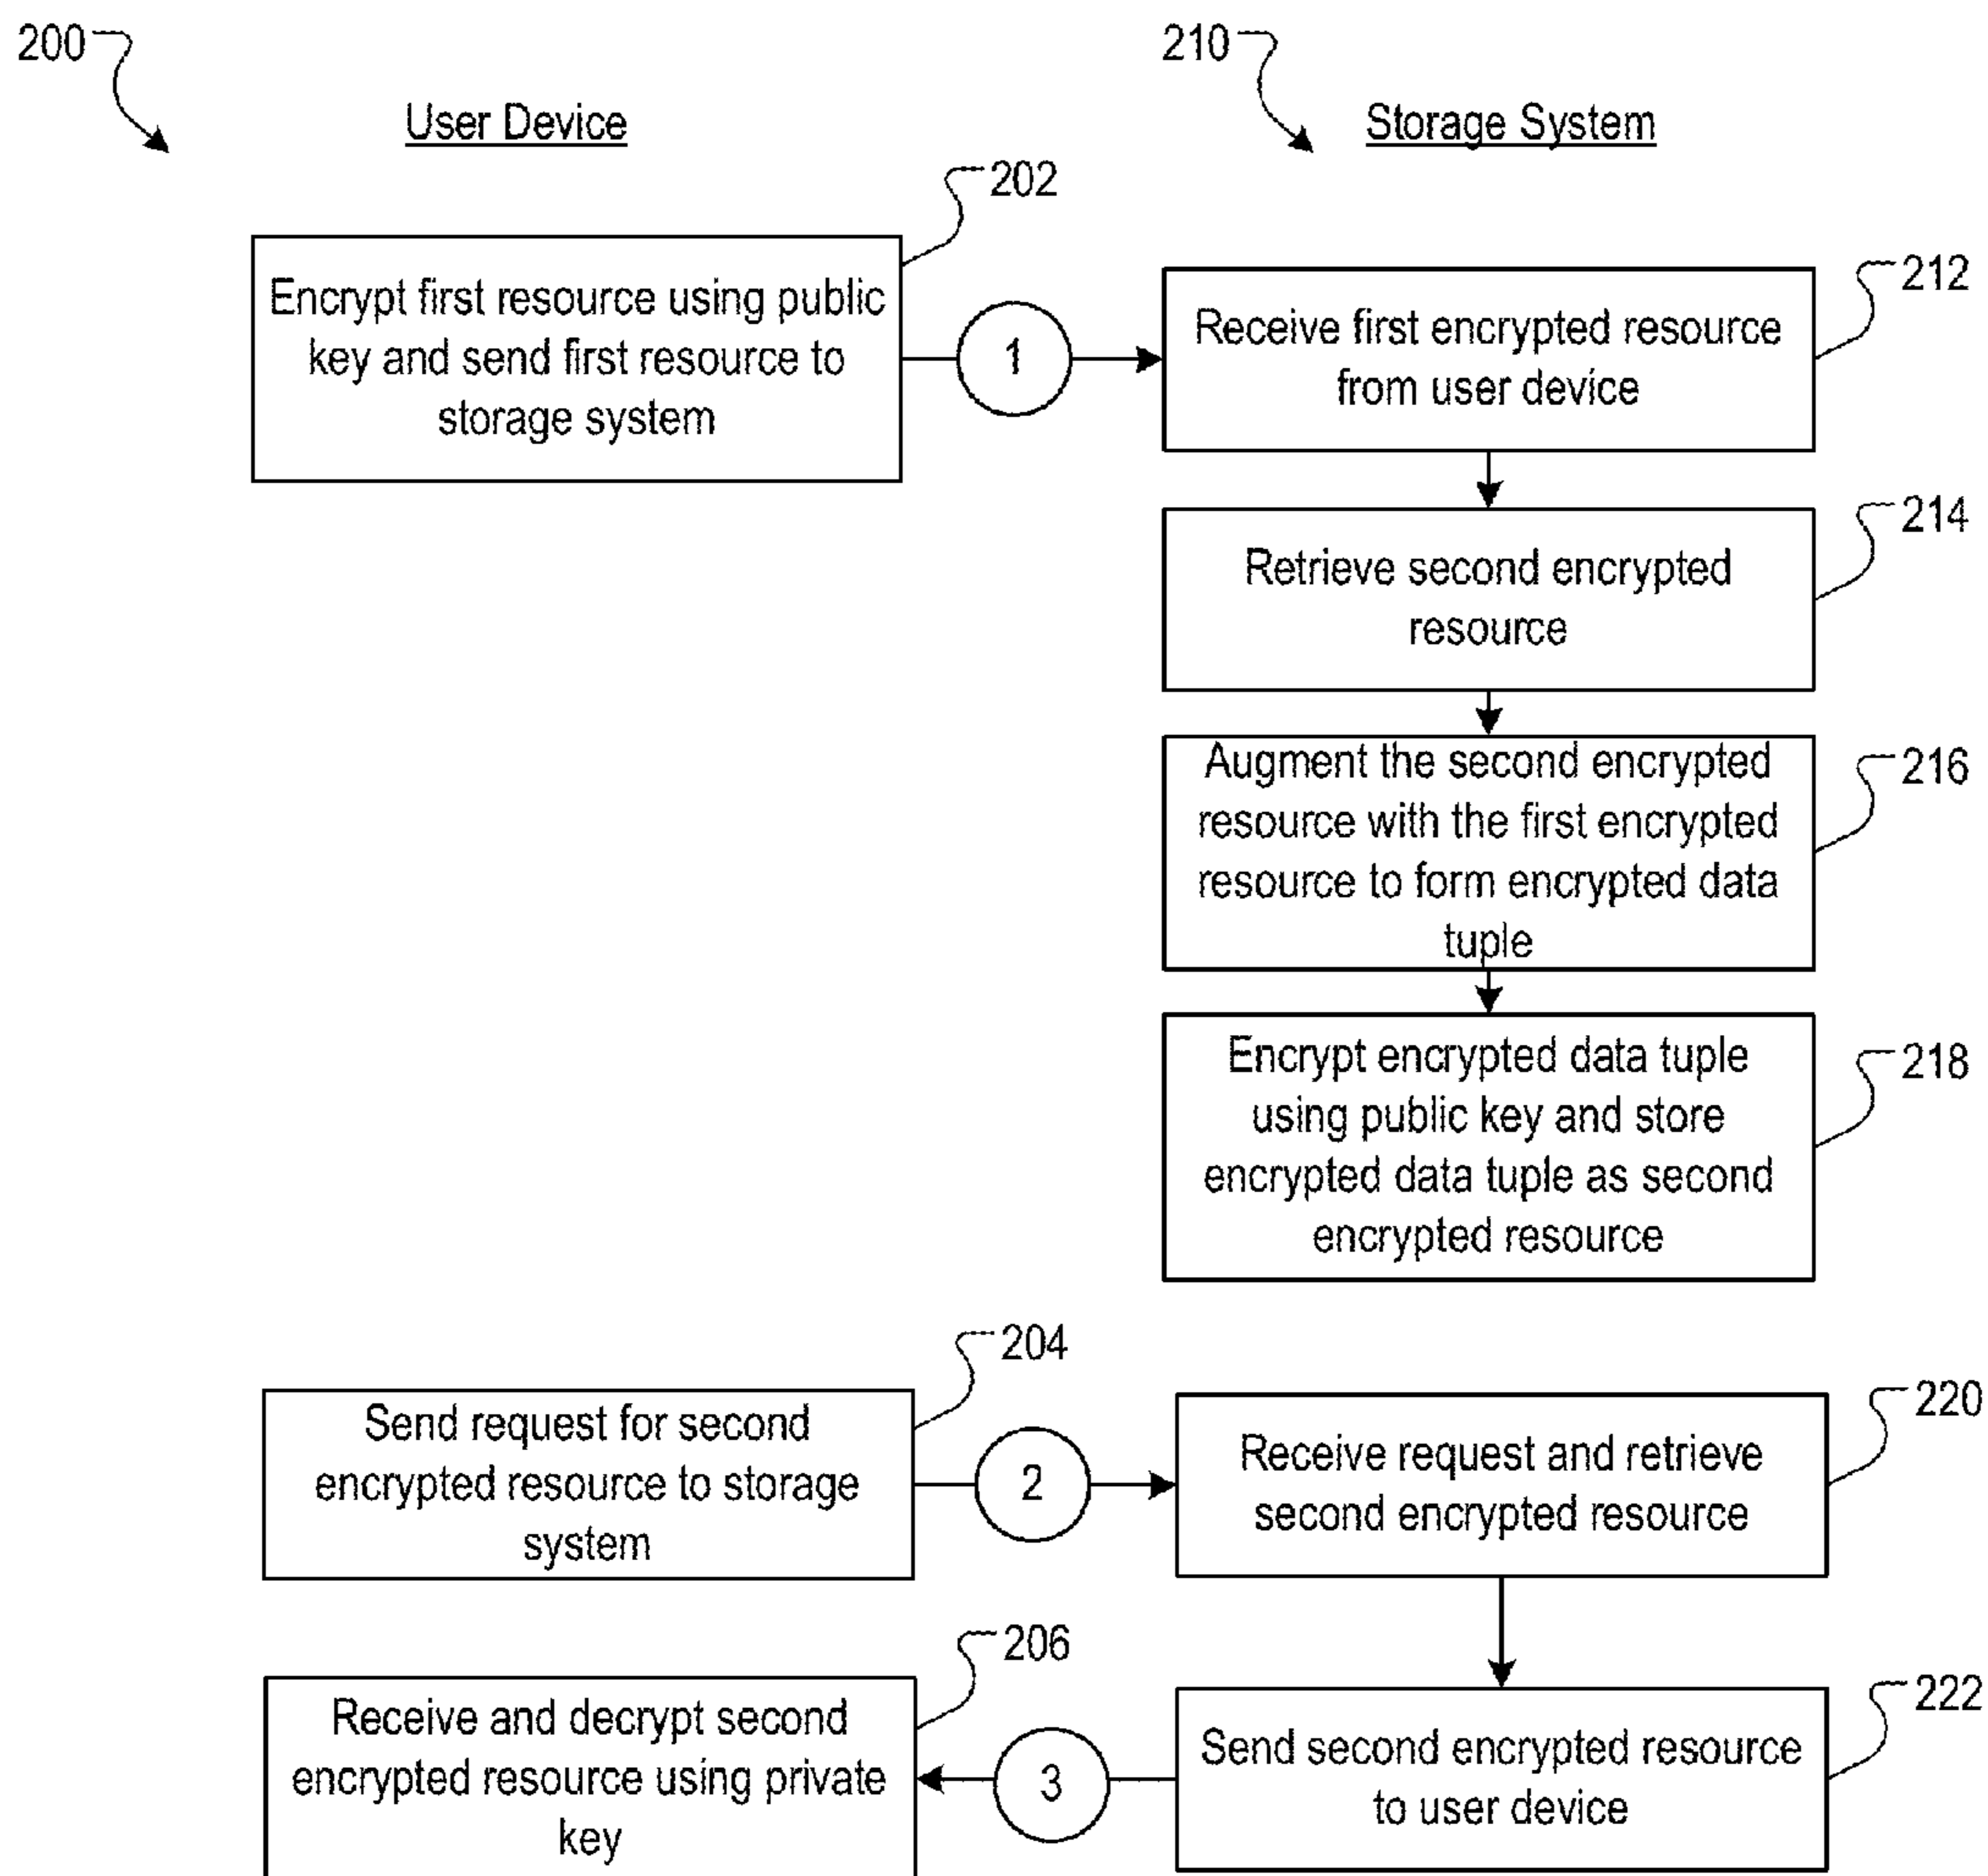 200
210
User Device
Storage System
202
Encrypt first resource using public
key and send first resource to
storage system
1
212
Receive first encrypted resource
from user device
214
Retrieve second encrypted
resource
216
Augment the second encrypted
resource with the first encrypted
resource to form encrypted data
tuple
218
Encrypt encrypted data tuple
using public key and store
encrypted data tuple as second
encrypted resource
204
Send request for second
encrypted resource to storage
system
2
220
Receive request and retrieve
second encrypted resource
206
Receive and decrypt second
encrypted resource using private
key
3
222
Send second encrypted resource
to user device